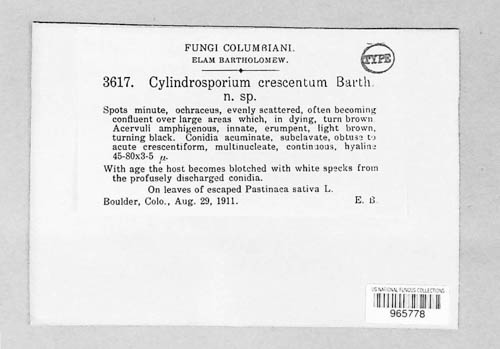 FUNGI COLUMBIANI.
ELAM BARTHOLOMEW.
TYPE
3617. Cylindrosporium crescentum Barth.
n. sp.
Spots minute, ochraceus, evenly scattered, often becoming
confluent over large areas which, in dying, turn brown.
Acervuli amphigenous, innate, erumpent, light brown,
turning black. Conidia acuminate, subclavate, obtuse to
acute crescentiform, multinucleate, continuous, hyaline
45-80x3-5 μ.
With age the host becomes blotched with white specks from
the profusely discharged conidia.
On leaves of escaped Pastinaca sativa L.
Boulder, Colo., Aug. 29, 1911. E. B.
US NATIONAL FUNGUS COLLECTIONS
965778